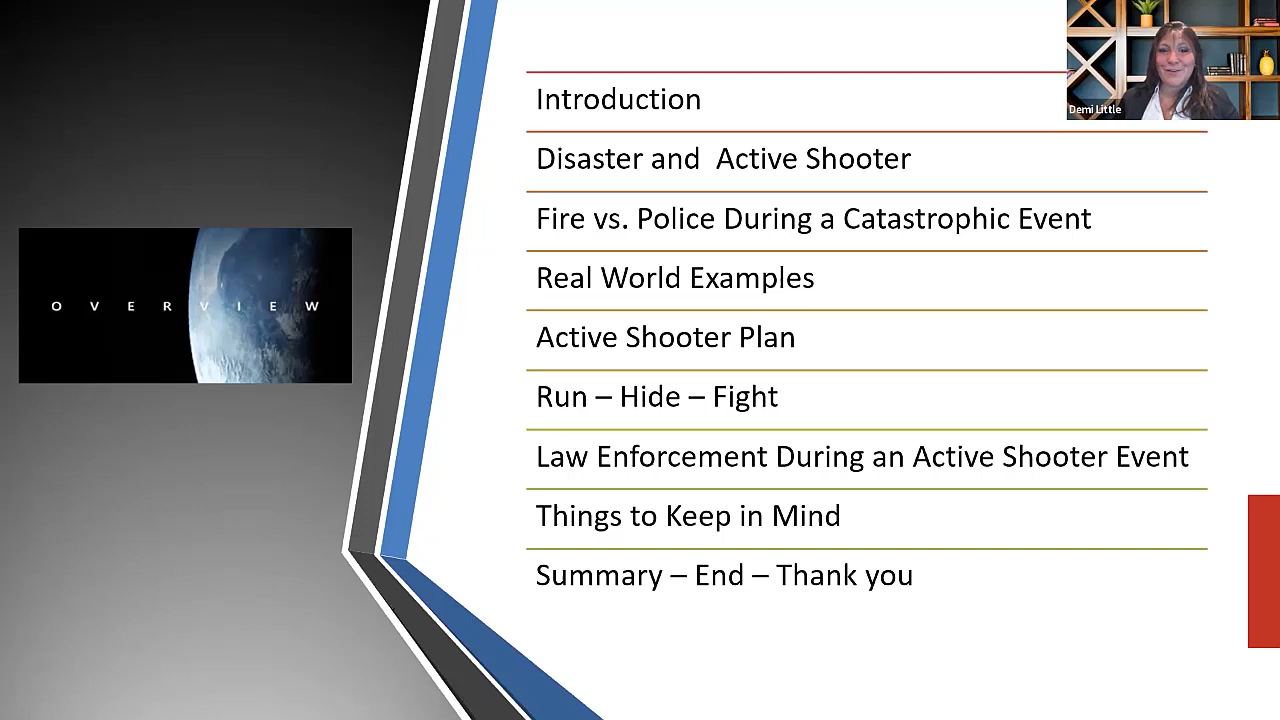 OVERVIEW
Introduction
Disaster and  Active Shooter
Fire vs. Police During a Catastrophic Event
Real World Examples
Active Shooter Plan
Run – Hide – Fight
Law Enforcement During an Active Shooter Event
Things to Keep in Mind
Summary – End – Thank you
Demi Little